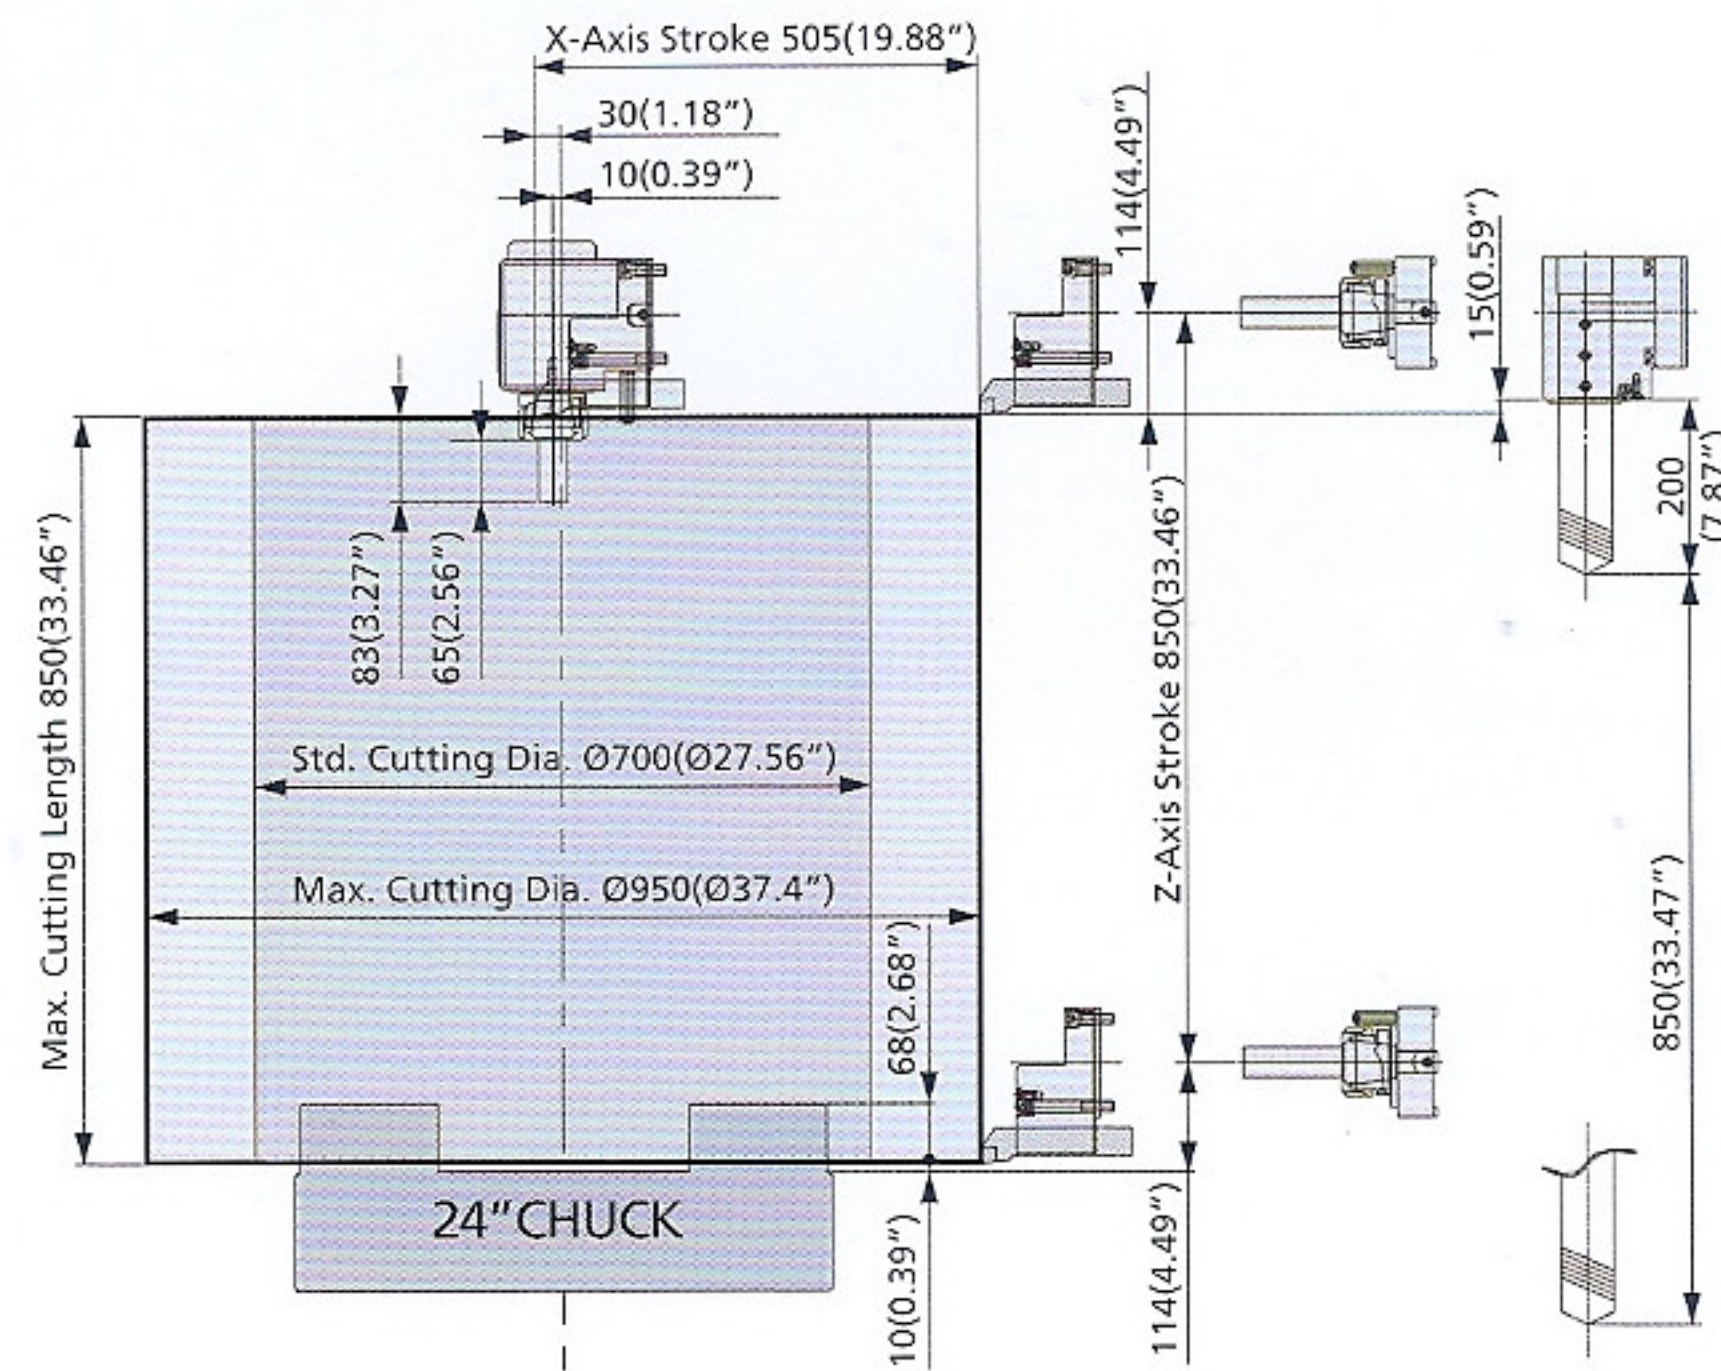 X-Axis Stroke 505(19.88″)
30(1.18″)
10(0.39″)
114(4.49″)
15(0.59″)
200
(7.87″)
83(3.27″)
65(2.56″)
Max. Cutting Length 850(33.46″)
Z-Axis Stroke 850(33.46″)
Std. Cutting Dia. Ø700(Ø27.56″)
Max. Cutting Dia. Ø950(Ø37.4″)
68(2.68″)
850(33.47″)
24″CHUCK
10(0.39″)
114(4.49″)